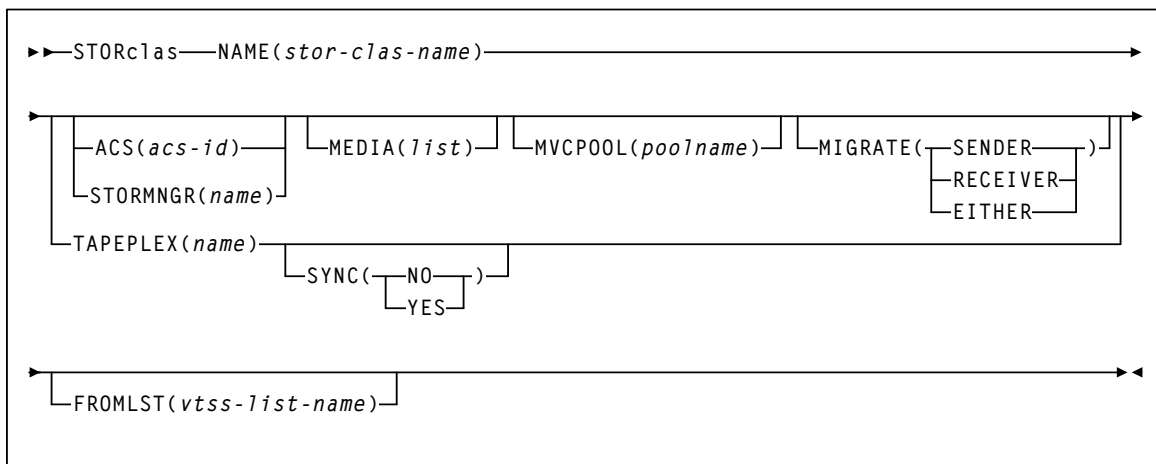 STORclas NAME(stor-clas-name)
ACS(acs-id) MEDIA(list) MVCPOOL(poolname) MIGRATE( SENDER )
STORMNGR(name) RECEIVER
EITHER
TAPEPLEX(name)
SYNC( NO )
YES
FROMLST(vtss-list-name)